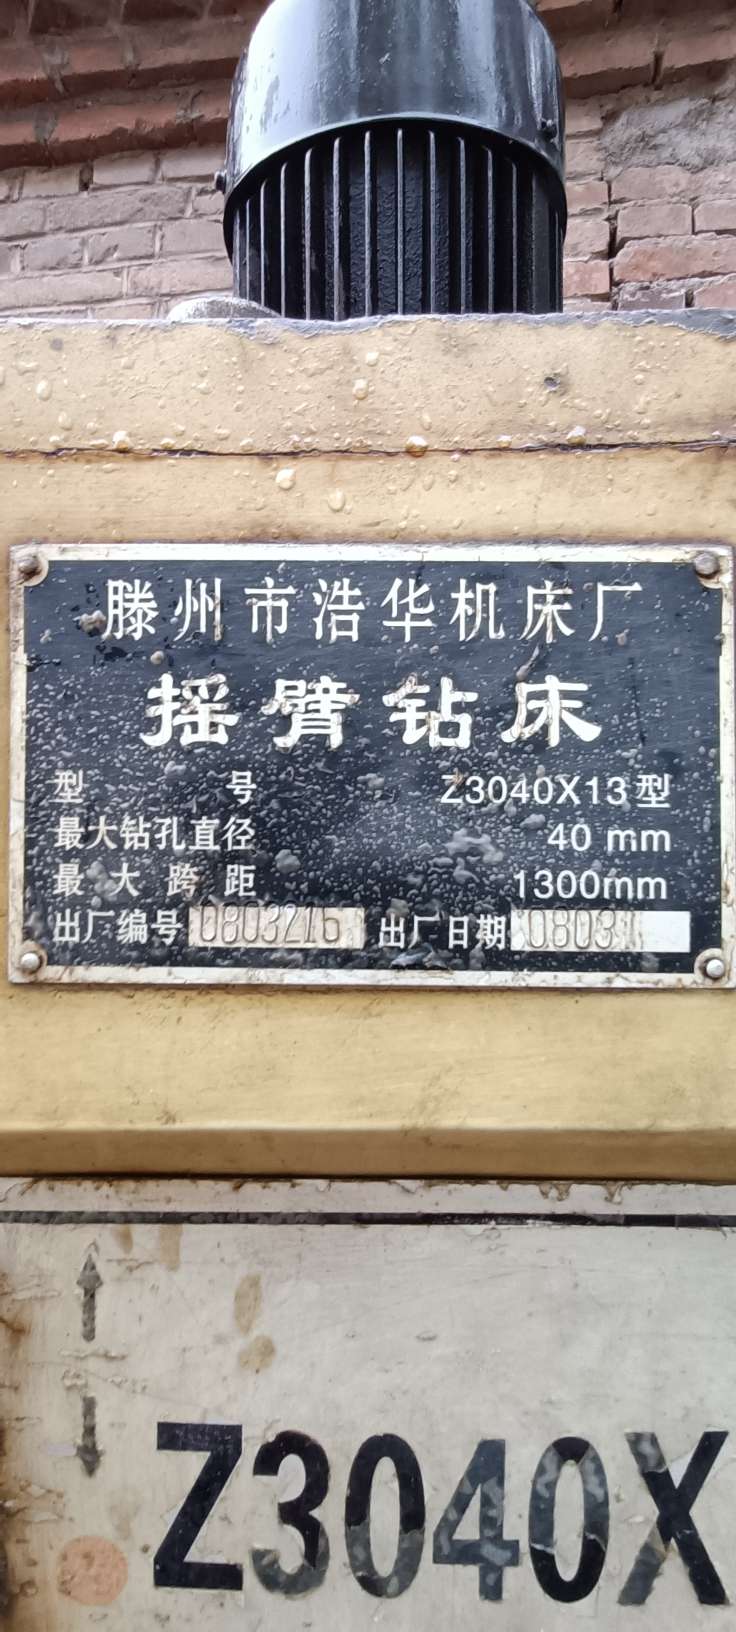 滕州市浩华机床厂
摇臂钻床
型 号 Z3040X13型
最大钻孔直径 40 mm
最大跨距 1300mm
出厂编号 0803216 出厂日期 08031
Z3040X